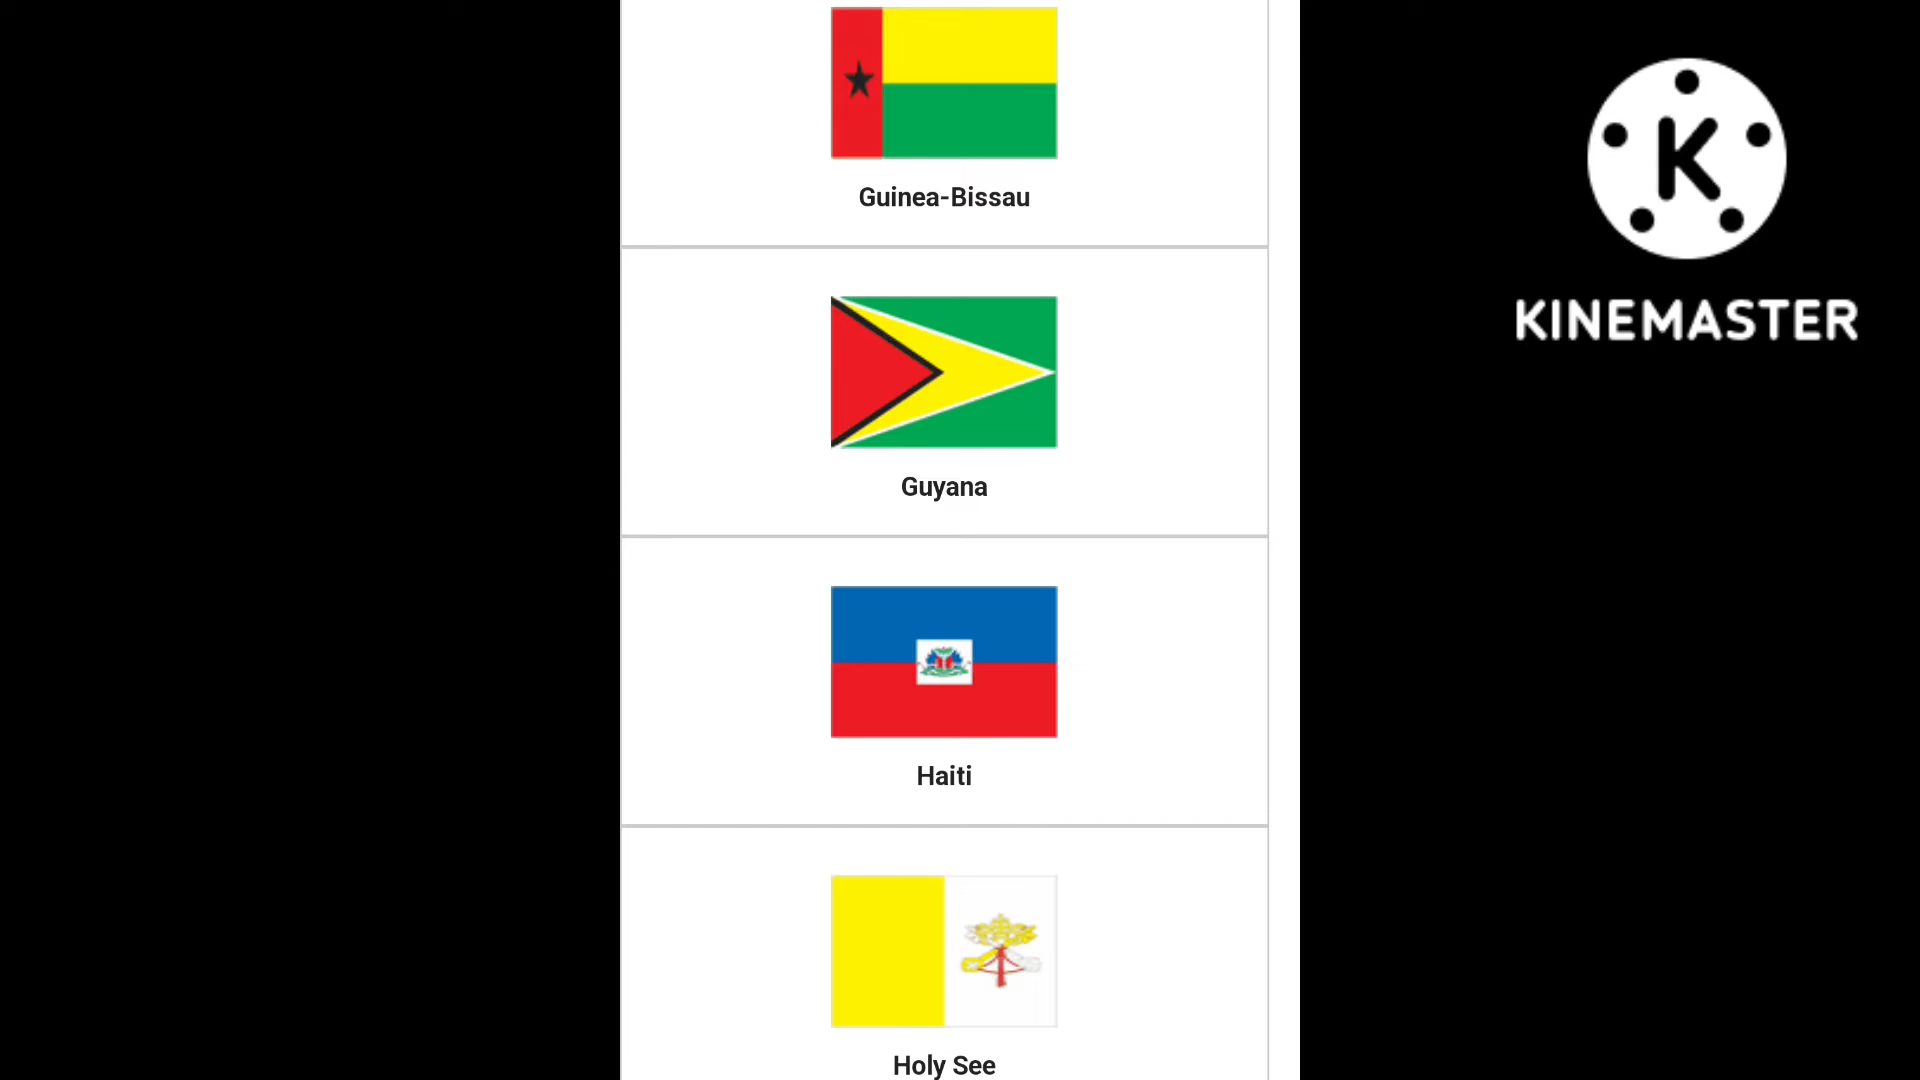 Guinea-Bissau
Guyana
Haiti
Holy See
K
KINEMASTER